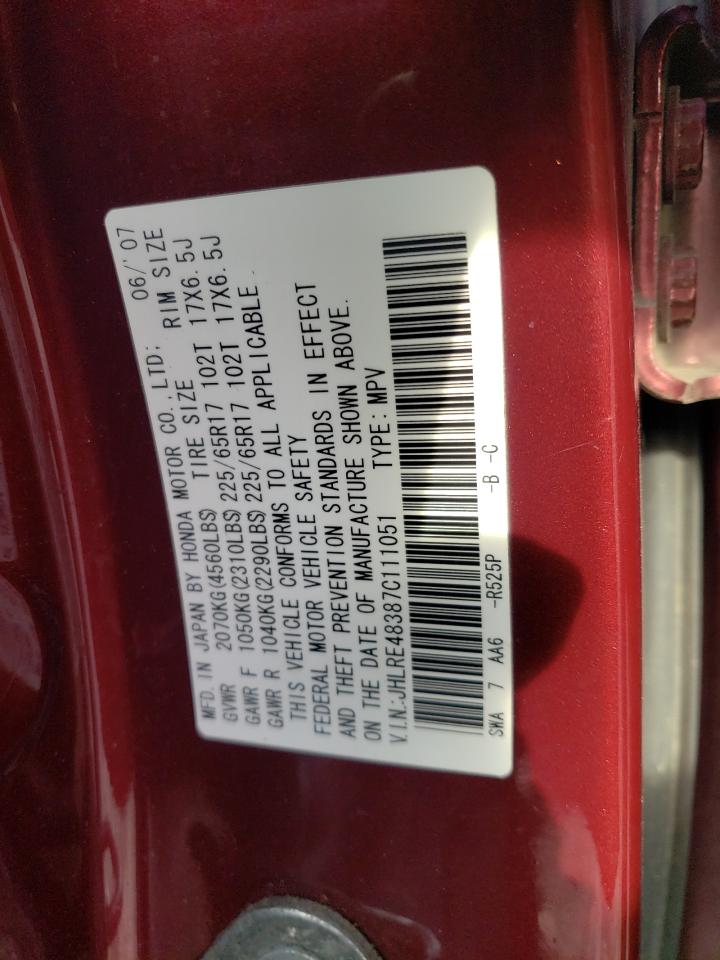 MFD. IN JAPAN BY HONDA MOTOR CO., LTD; 06/'07
GVWR 2070KG(4560LBS) TIRE SIZE RIM SIZE
GAWR F 1050KG(2310LBS) 225/65R17 102T 17X6.5J
GAWR R 1040KG(2290LBS) 225/65R17 102T 17X6.5J
THIS VEHICLE CONFORMS TO ALL APPLICABLE
FEDERAL MOTOR VEHICLE SAFETY
AND THEFT PREVENTION STANDARDS IN EFFECT
ON THE DATE OF MANUFACTURE SHOWN ABOVE.
V.I.N.:JHLRE48387C111051 TYPE: MPV
SWA 7 AA6 -R525P -B -C